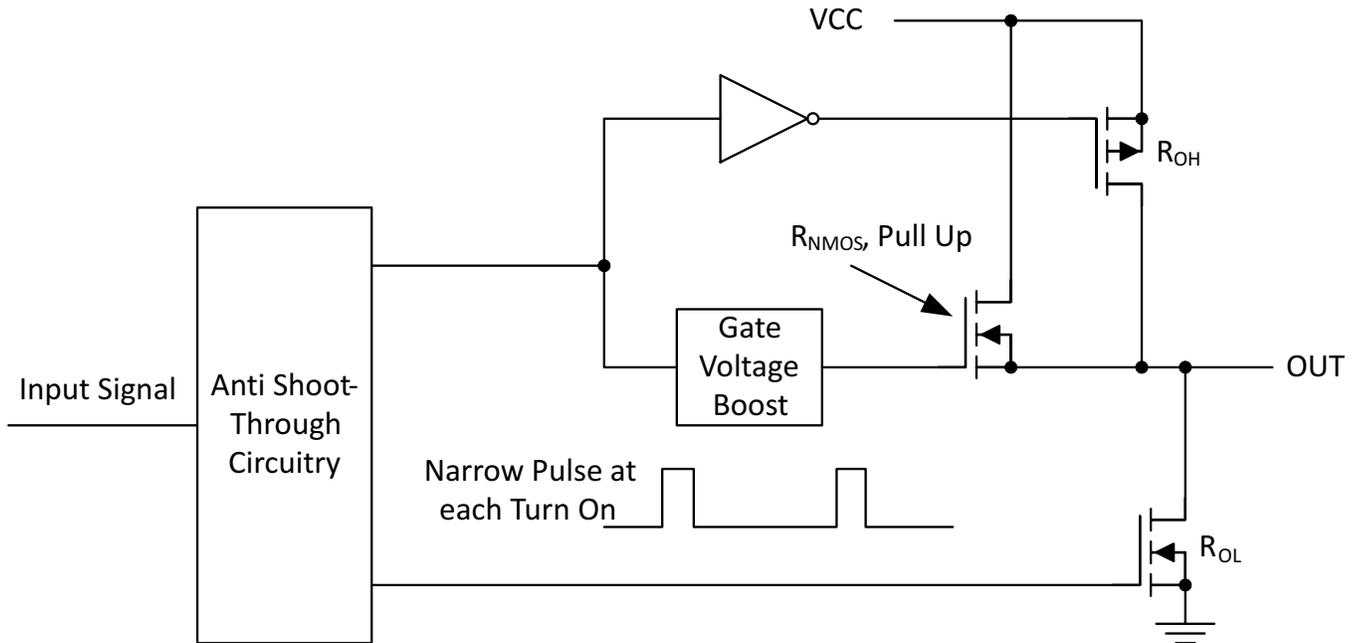 VCC
R_OH
R_NMOS, Pull Up
Gate
Voltage
Boost
OUT
Input Signal
Anti Shoot-
Through
Circuitry
Narrow Pulse at
each Turn On
R_OL